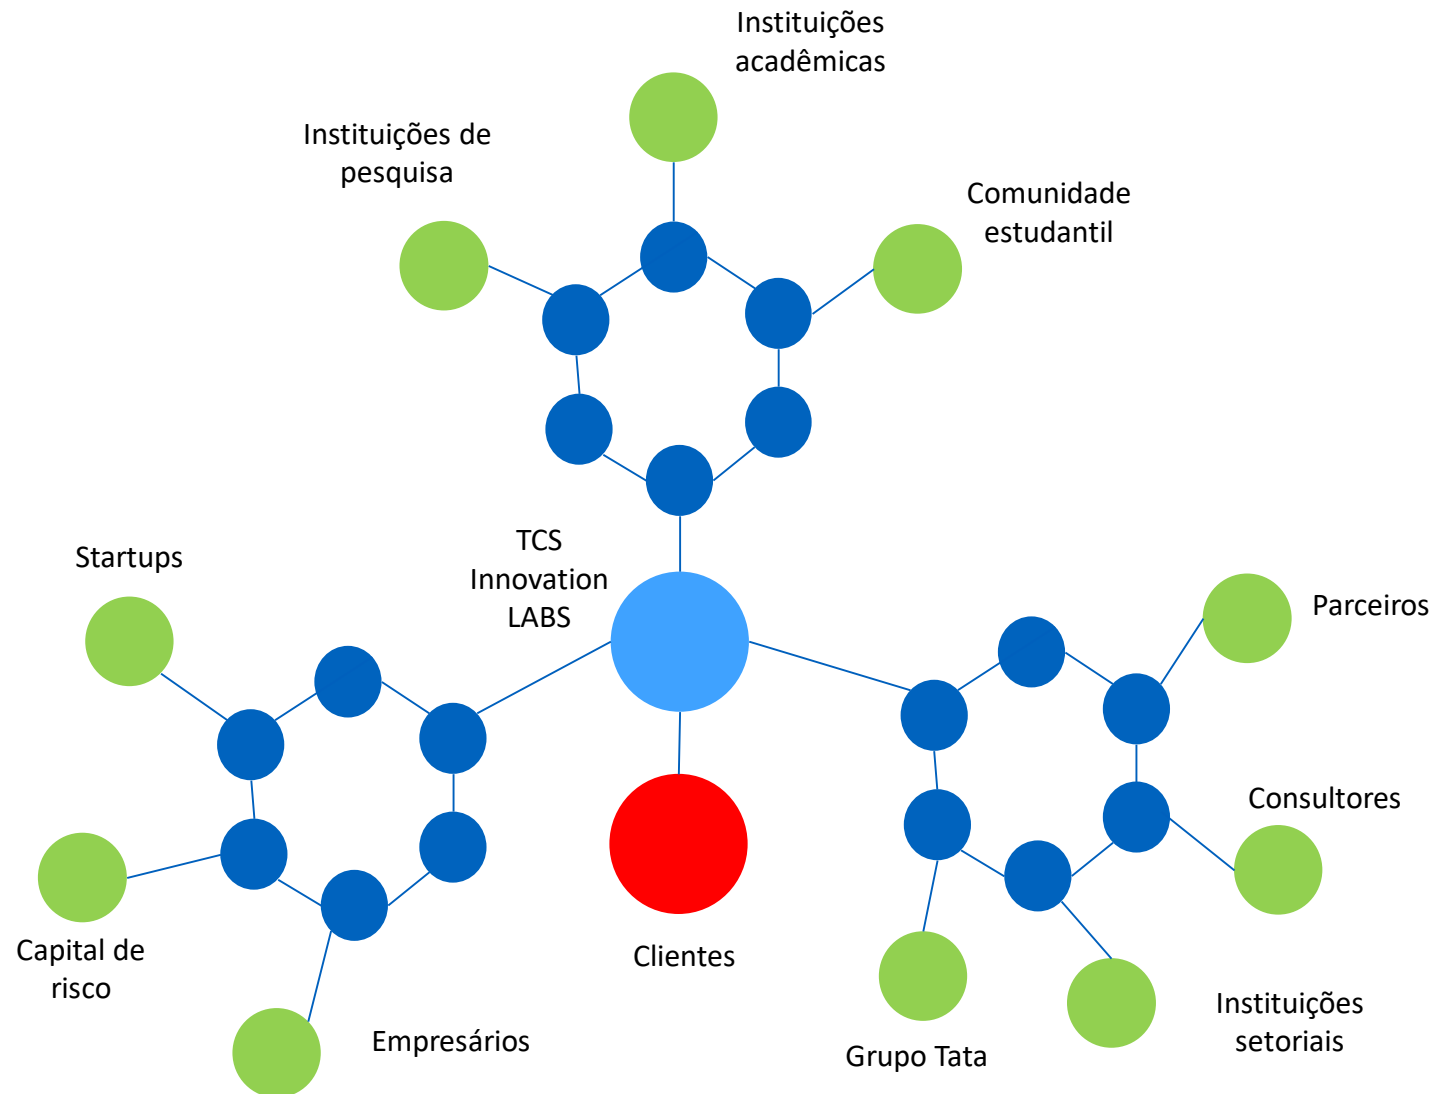 Instituições
acadêmicas
Instituições de
pesquisa
Comunidade
estudantil
TCS
Innovation
LABS
Startups
Parceiros
Consultores
Capital de
risco
Clientes
Empresários
Grupo Tata
Instituições
setoriais